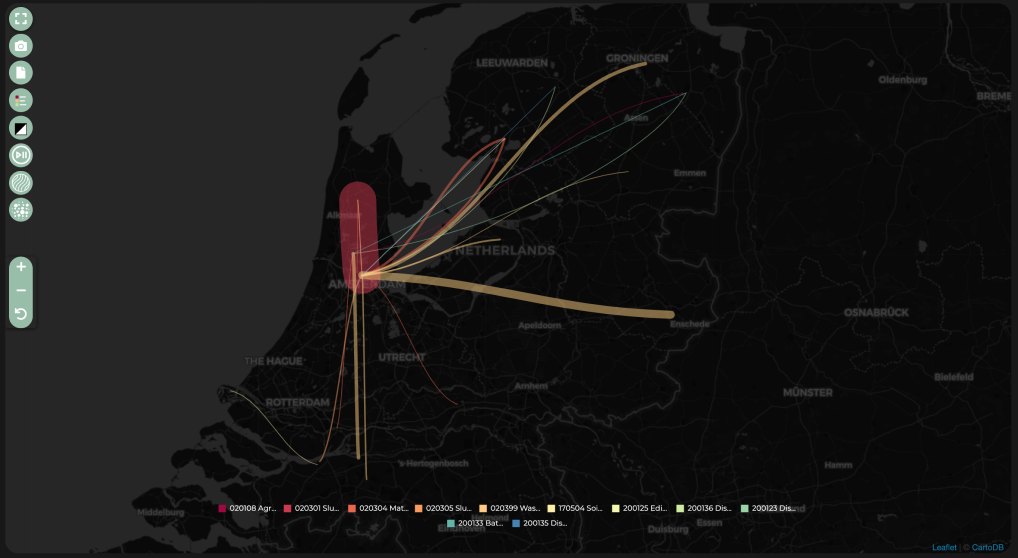 LEEUWARDEN GRONINGEN
Oldenburg
BREME
Assen
Emmen
Alkmaar
NETHERLANDS
AMSTERDAM
OSNABRÜCK
Apeldoorn Enschede
THE HAGUE UTRECHT
Bielefeld
Arnhem
MÜNSTER
ROTTERDAM
's-Hertogenbosch Hamm
Middelburg
020108 Agr... 020301 Slu... 020304 Mat... 020305 Slu... 020399 Was... 170504 Soi... 200125 Edi... 200136 Dis... 200123 Dis...
Helmond
200133 Bat... 200135 Dis...
Eindhoven Duisburg Essen
+
−
Leaflet | © CartoDB